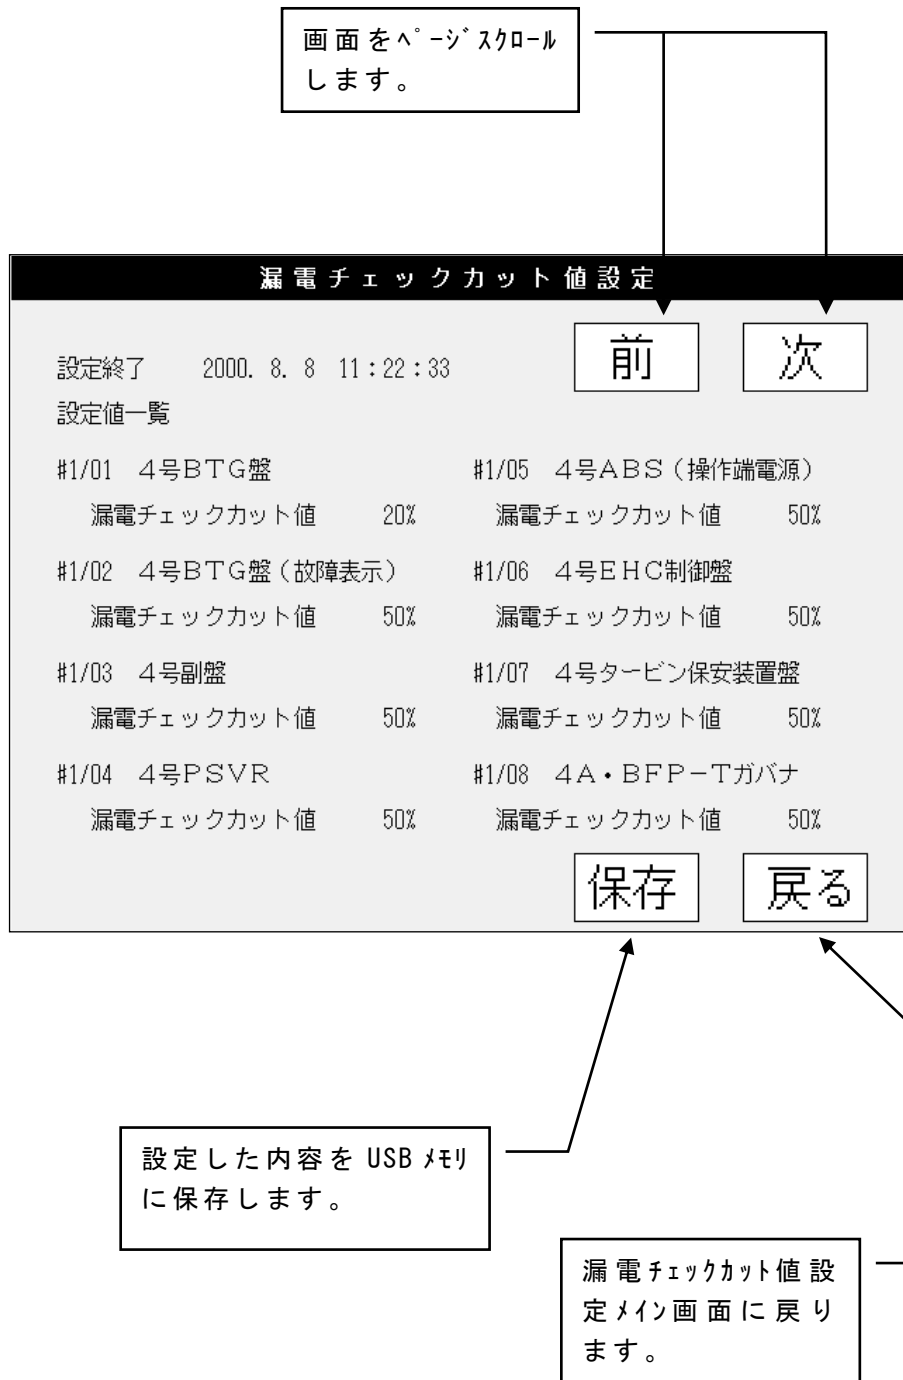 画面をﾍﾟｰｼﾞｽｸﾛｰﾙ
します。
漏電チェックカット値設定
前 次
設定終了 2000. 8. 8 11:22:33
設定値一覧
#1/01 4号BTG盤
漏電チェックカット値 20%
#1/02 4号BTG盤(故障表示)
漏電チェックカット値 50%
#1/03 4号副盤
漏電チェックカット値 50%
#1/04 4号PSVR
漏電チェックカット値 50%
#1/05 4号ABS(操作端電源)
漏電チェックカット値 50%
#1/06 4号EHC制御盤
漏電チェックカット値 50%
#1/07 4号タービン保安装置盤
漏電チェックカット値 50%
#1/08 4A・BFP-Tガバナ
漏電チェックカット値 50%
保存 戻る
設定した内容を USB ﾒﾓﾘ
に保存します。
漏電ﾁｪｯｸｶｯﾄ値設
定ﾒｲﾝ画面に戻り
ます。